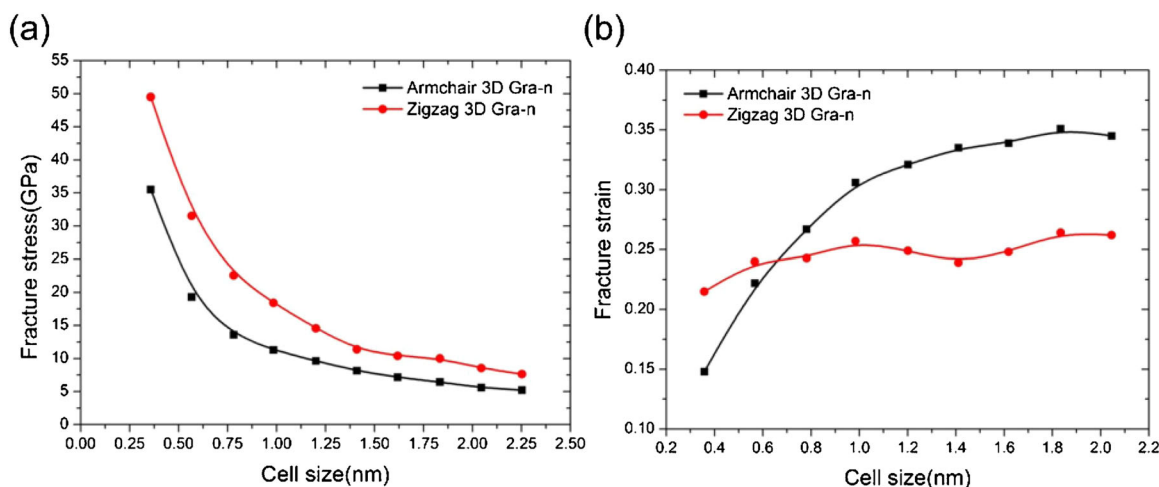 (a)
Fracture stress(GPa)
55
50
45
40
35
30
25
20
15
10
5
0
Armchair 3D Gra-n
Zigzag 3D Gra-n
0.00 0.25 0.50 0.75 1.00 1.25 1.50 1.75 2.00 2.25 2.50
Cell size(nm)
(b)
Fracture strain
0.40
0.35
0.30
0.25
0.20
0.15
0.10
Armchair 3D Gra-n
Zigzag 3D Gra-n
0.2 0.4 0.6 0.8 1.0 1.2 1.4 1.6 1.8 2.0 2.2
Cell size(nm)